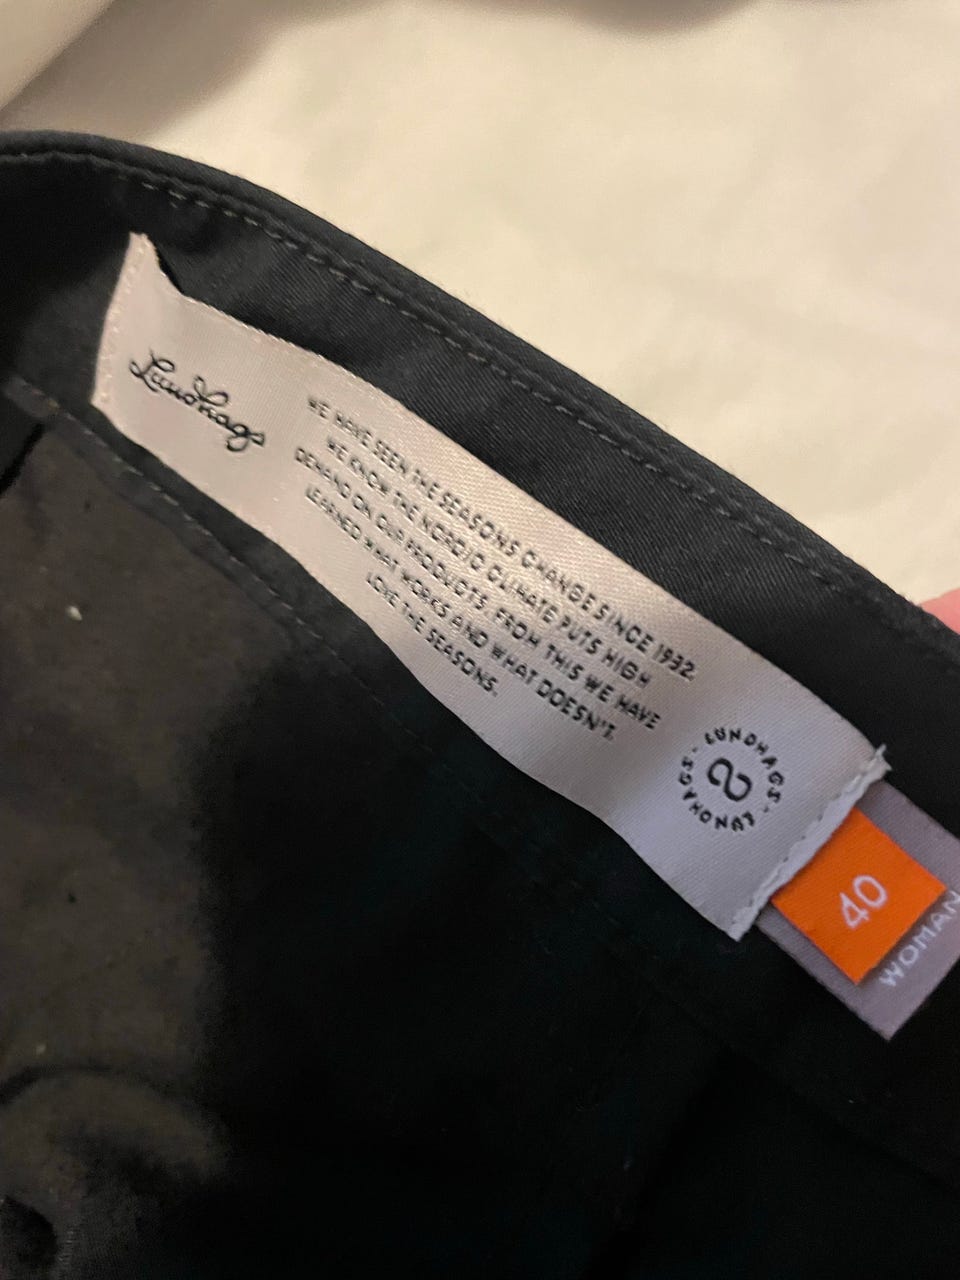 Lundhags
WE HAVE SEEN THE SEASONS CHANGE SINCE 1932.
WE KNOW THE NORDIC CLIMATE PUTS HIGH
DEMAND ON OUR PRODUCTS. FROM THIS WE HAVE
LEARNED WHAT WORKS AND WHAT DOESN'T.
LOVE THE SEASONS.
LUNDHAGS - LUNDHAGS -
40
WOMAN